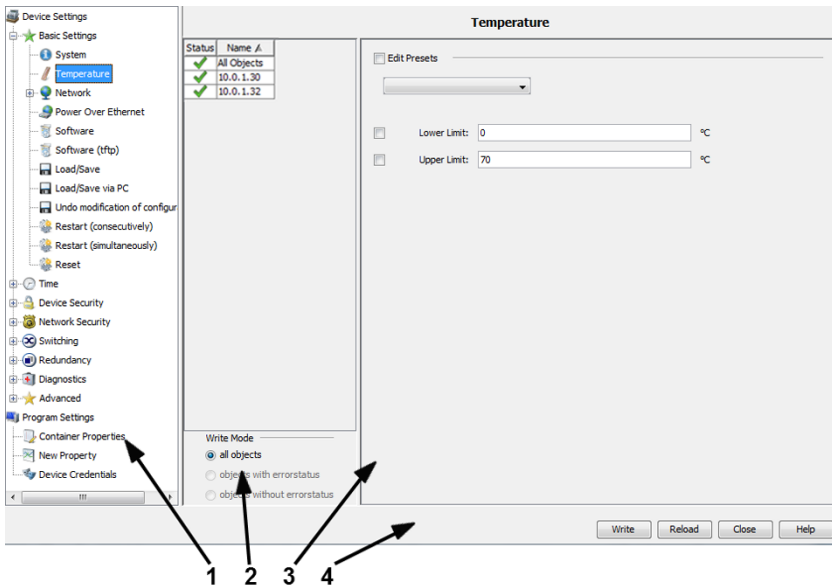 Device Settings
Basic Settings
System
Temperature
Network
Power Over Ethernet
Software
Software (tftp)
Load/Save
Load/Save via PC
Undo modification of configur
Restart (consecutively)
Restart (simultaneously)
Reset
Time
Device Security
Network Security
Switching
Redundancy
Diagnostics
Advanced
Program Settings
Container Properties
New Property
Device Credentials
Status Name
All Objects
10.0.1.30
10.0.1.32
Write Mode
all objects
objects with errorstatus
objects without errorstatus
Temperature
Edit Presets
Lower Limit: 0 °C
Upper Limit: 70 °C
Write Reload Close Help
1 2 3 4